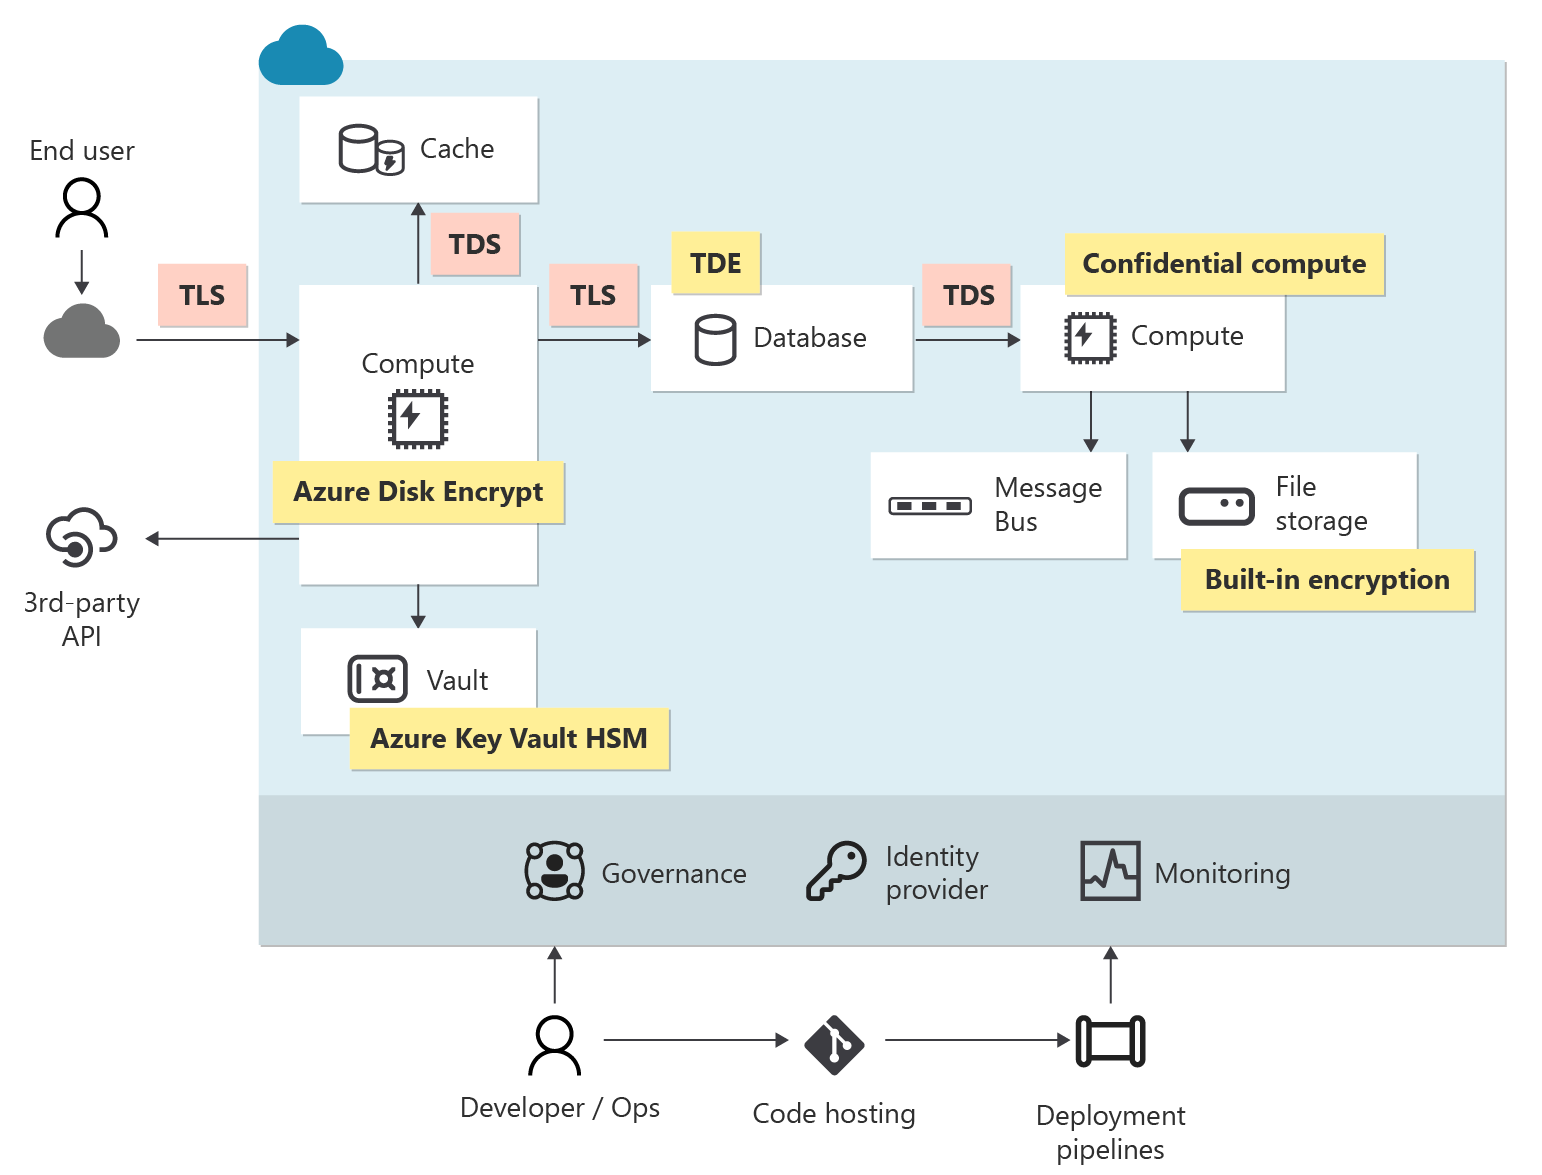 End user
Cache
TDS
TLS
TLS
TDE
TDS
Confidential compute
Database
Compute
Compute
Azure Disk Encrypt
Message
Bus
File
storage
Built-in encryption
3rd-party
API
Vault
Azure Key Vault HSM
Governance
Identity
provider
Monitoring
Developer / Ops
Code hosting
Deployment
pipelines